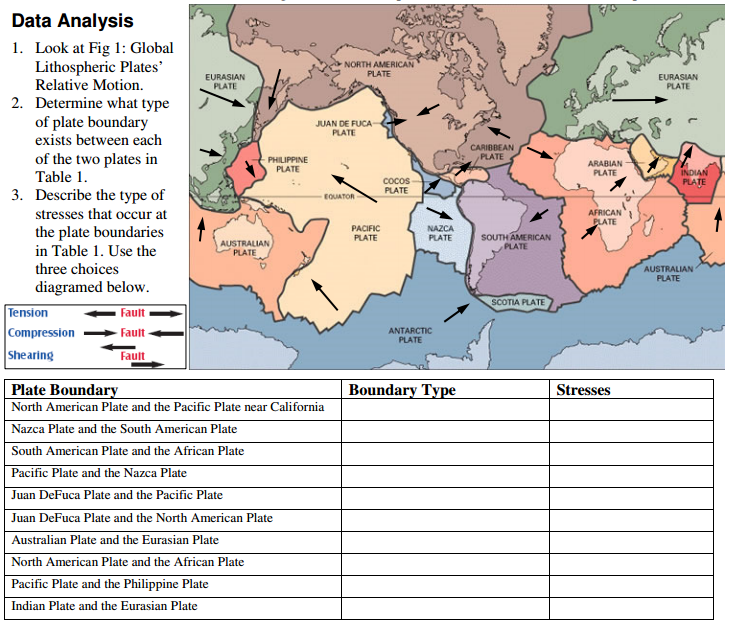 Data Analysis
1. Look at Fig 1: Global
Lithospheric Plates’
Relative Motion.
2. Determine what type
of plate boundary
exists between each
of the two plates in
Table 1.
3. Describe the type of
stresses that occur at
the plate boundaries
in Table 1. Use the
three choices
diagramed below.
Tension Fault
Compression Fault
Shearing Fault
EURASIAN
PLATE
NORTH AMERICAN
PLATE
EURASIAN
PLATE
JUAN DE FUCA
PLATE
PHILIPPINE
PLATE
CARIBBEAN
PLATE
ARABIAN
PLATE
INDIAN
PLATE
COCOS
PLATE
EQUATOR
PACIFIC
PLATE
NAZCA
PLATE
SOUTH AMERICAN
PLATE
AFRICAN
PLATE
AUSTRALIAN
PLATE
AUSTRALIAN
PLATE
SCOTIA PLATE
ANTARCTIC
PLATE
Plate Boundary Boundary Type Stresses
North American Plate and the Pacific Plate near California
Nazca Plate and the South American Plate
South American Plate and the African Plate
Pacific Plate and the Nazca Plate
Juan DeFuca Plate and the Pacific Plate
Juan DeFuca Plate and the North American Plate
Australian Plate and the Eurasian Plate
North American Plate and the African Plate
Pacific Plate and the Philippine Plate
Indian Plate and the Eurasian Plate